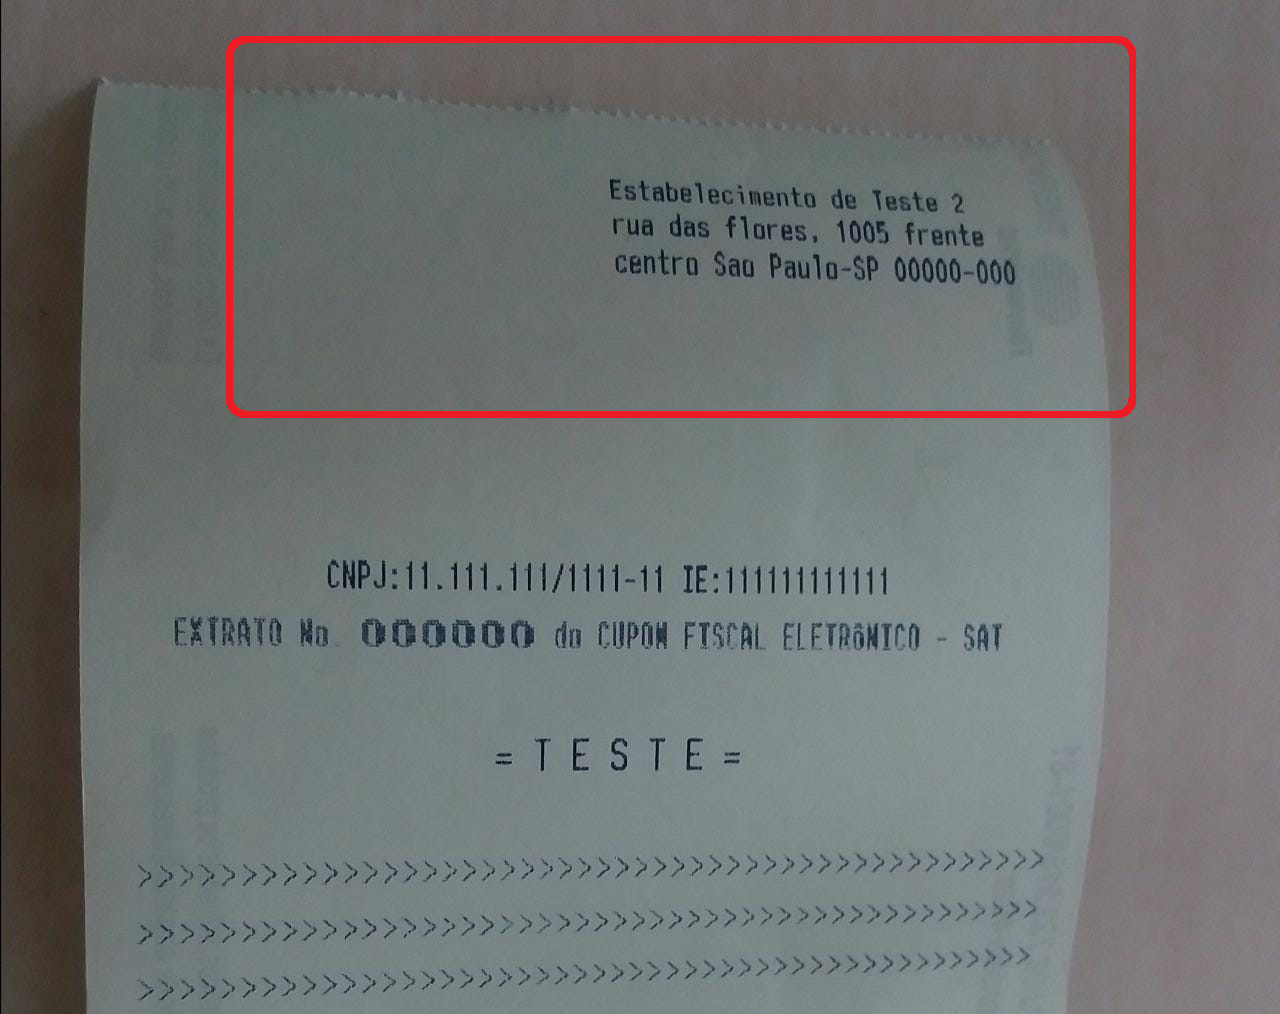 Estabelecimento de Teste 2
rua das flores, 1005 frente
centro Sao Paulo-SP 00000-000
CNPJ:11.111.111/1111-11 IE:111111111111
EXTRATO No. 000000 do CUPOM FISCAL ELETRôNICO - SAT
= T E S T E =
>>>>>>>>>>>>>>>>>>>>>>>>>>>>>>>>>>>>>>>>>>>>
>>>>>>>>>>>>>>>>>>>>>>>>>>>>>>>>>>>>>>>>>>>>
>>>>>>>>>>>>>>>>>>>>>>>>>>>>>>>>>>>>>>>>>>>>